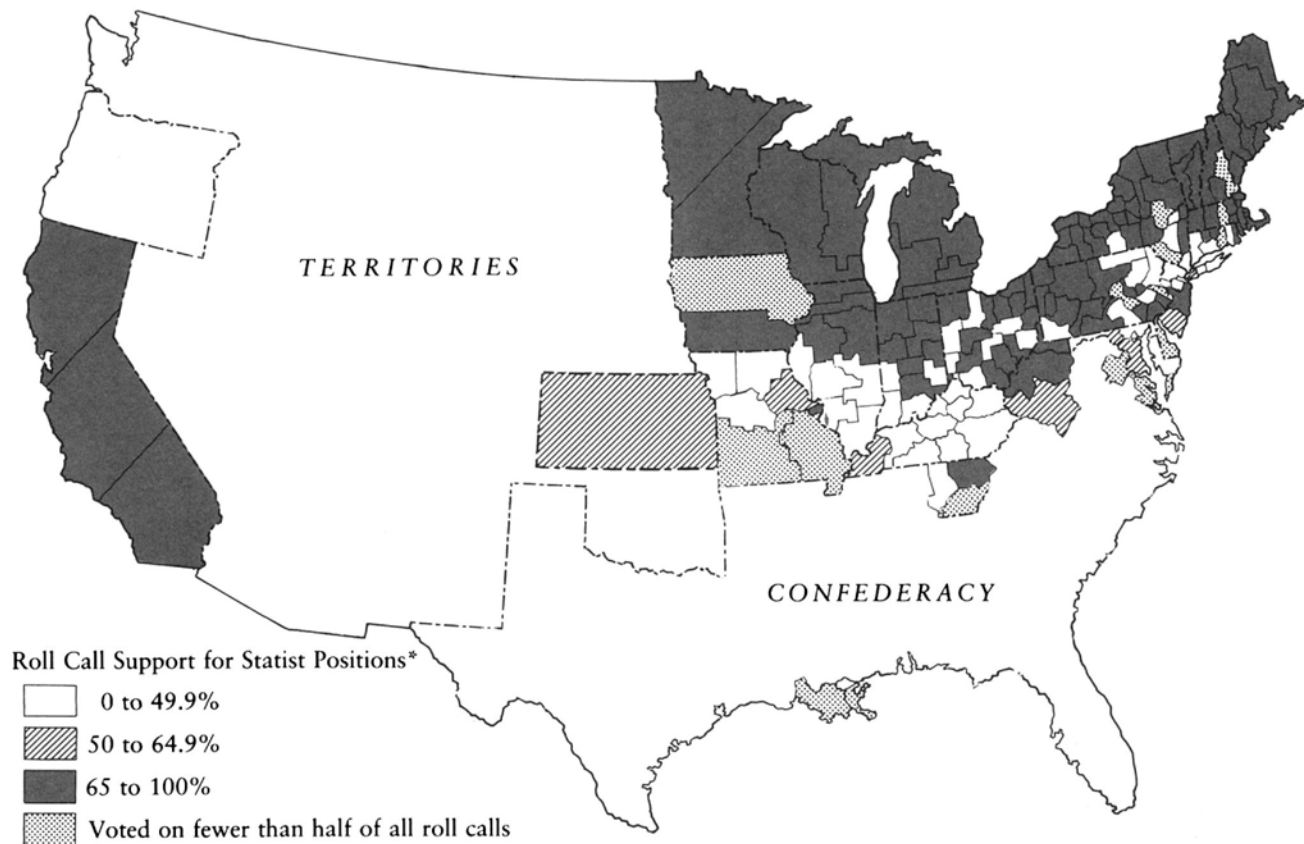 TERRITORIES
CONFEDERACY
Roll Call Support for Statist Positions*
0 to 49.9%
50 to 64.9%
65 to 100%
Voted on fewer than half of all roll calls